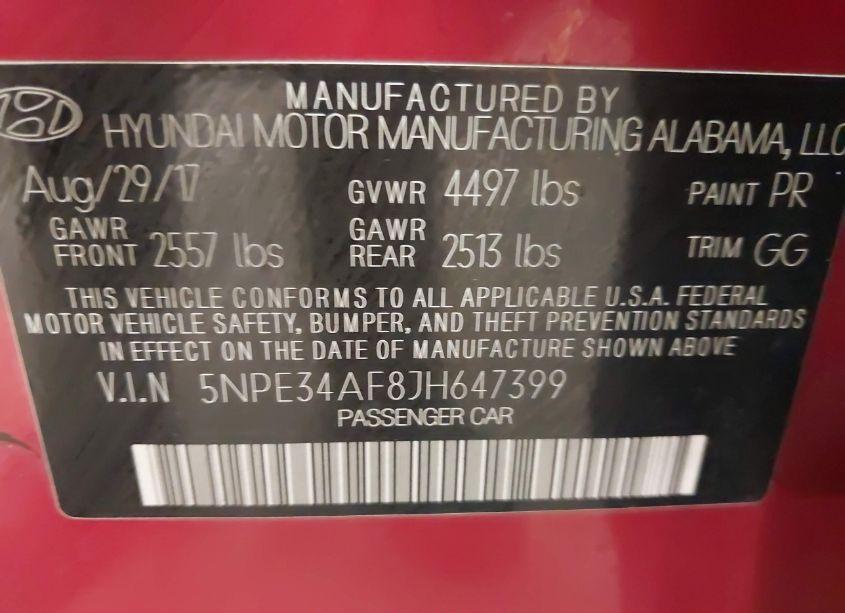 MANUFACTURED BY
HYUNDAI MOTOR MANUFACTURING ALABAMA, LLC
Aug/29/17 GVWR 4497 lbs PAINT PR
GAWR FRONT 2557 lbs GAWR REAR 2513 lbs TRIM GG
THIS VEHICLE CONFORMS TO ALL APPLICABLE U.S.A. FEDERAL
MOTOR VEHICLE SAFETY, BUMPER, AND THEFT PREVENTION STANDARDS
IN EFFECT ON THE DATE OF MANUFACTURE SHOWN ABOVE
V.I.N 5NPE34AF8JH647399
PASSENGER CAR